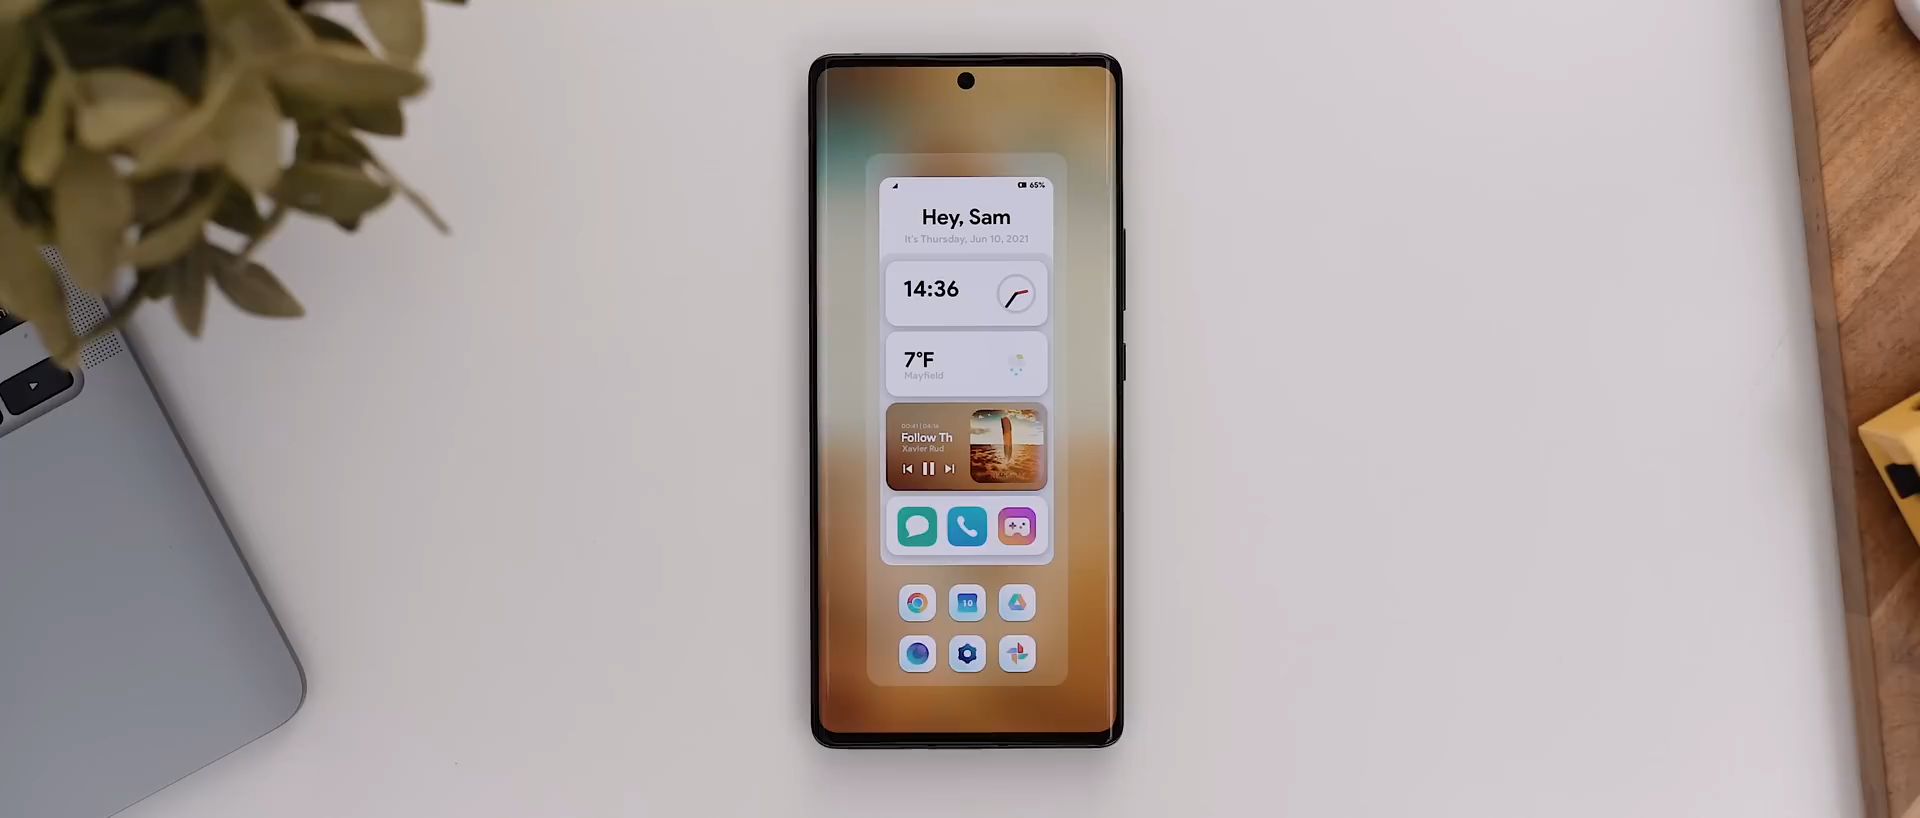 65%
Hey, Sam
It's Thursday, Jun 10, 2021
14:36
7°F
Mayfield
00:41 | 04:16
Follow Th
Xavier Rud
10